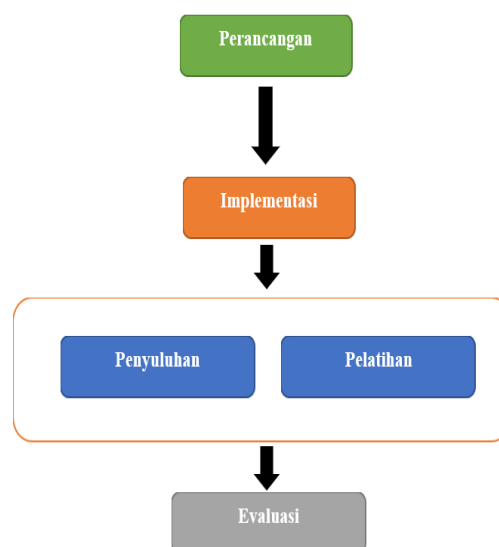 Perancangan
Implementasi
Penyuluhan
Pelatihan
Evaluasi